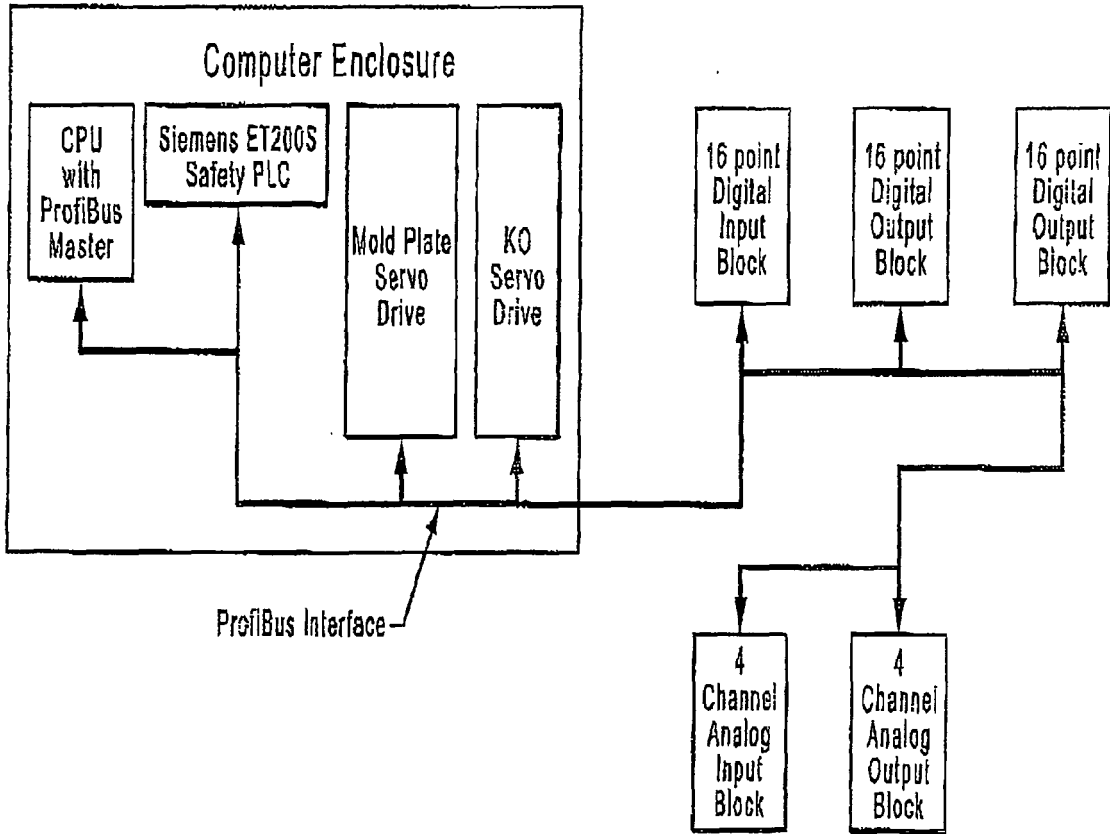 Computer Enclosure
CPU
with
ProfiBus
Master
Siemens ET200S
Safety PLC
Mold Plate
Servo
Drive
KO
Servo
Drive
16 point
Digital
Input
Block
16 point
Digital
Output
Block
16 point
Digital
Output
Block
ProfiBus Interface
4
Channel
Analog
Input
Block
4
Channel
Analog
Output
Block